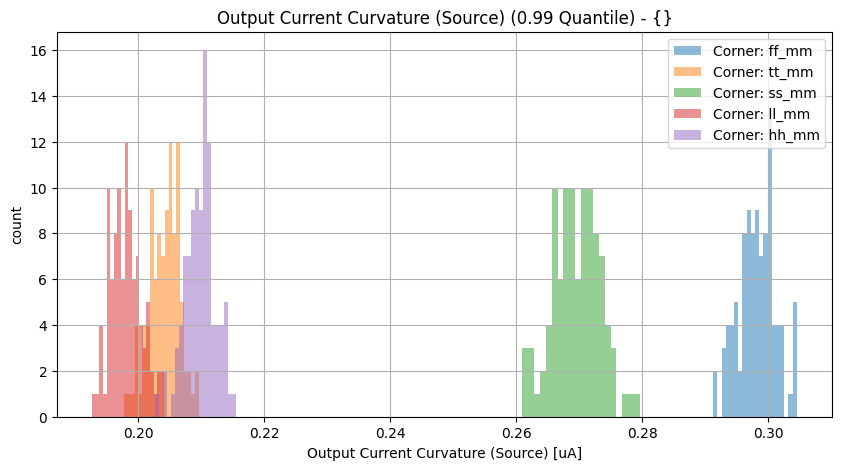 Output Current Curvature (Source) (0.99 Quantile) - {}
16
14
12
10
8
6
4
2
0
count
Corner: ff_mm
Corner: tt_mm
Corner: ss_mm
Corner: ll_mm
Corner: hh_mm
0.20
0.22
0.24
0.26
0.28
0.30
Output Current Curvature (Source) [uA]